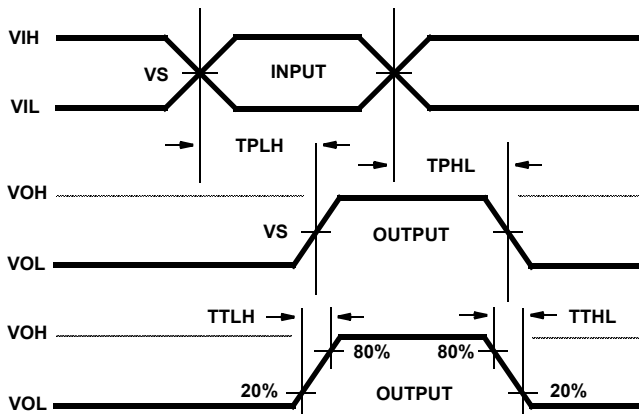 VIH
VS INPUT
VIL
TPLH TPHL
VOH
VS OUTPUT
VOL
TTLH TTHL
VOH
80% 80%
20% OUTPUT 20%
VOL